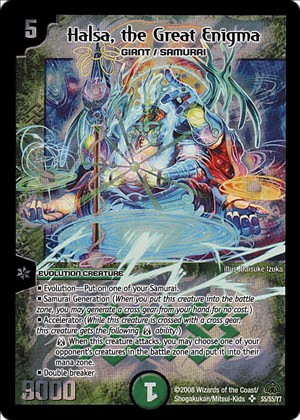 5
Halsa, the Great Enigma
GIANT / SAMURAI
illus. Daisuke Izuka
EVOLUTION CREATURE
■ Evolution—Put on one of your Samurai.
■ Samurai Generation (When you put this creature into the battle
zone, you may generate a cross gear from your hand for no cost.)
■ Accelerator (While this creature is crossed with a cross gear,
this creature gets the following ability.)
When this creature attacks, you may choose one of your
opponent's creatures in the battle zone and put it into their
mana zone.
■ Double breaker
9000
1
©2008 Wizards of the Coast/
Shogakukan/Mitsui-Kids
S5/S5/Y7